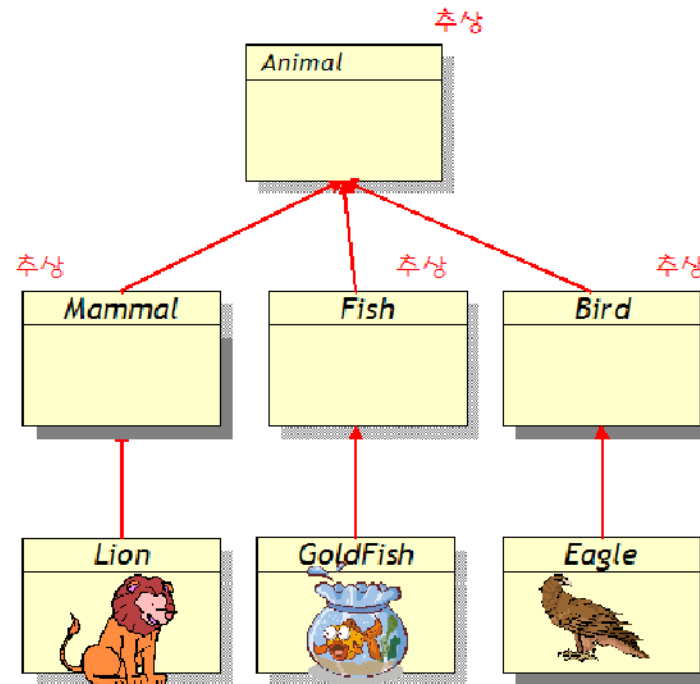 추상
Animal
추상
추상
추상
Mammal
Fish
Bird
Lion
GoldFish
Eagle